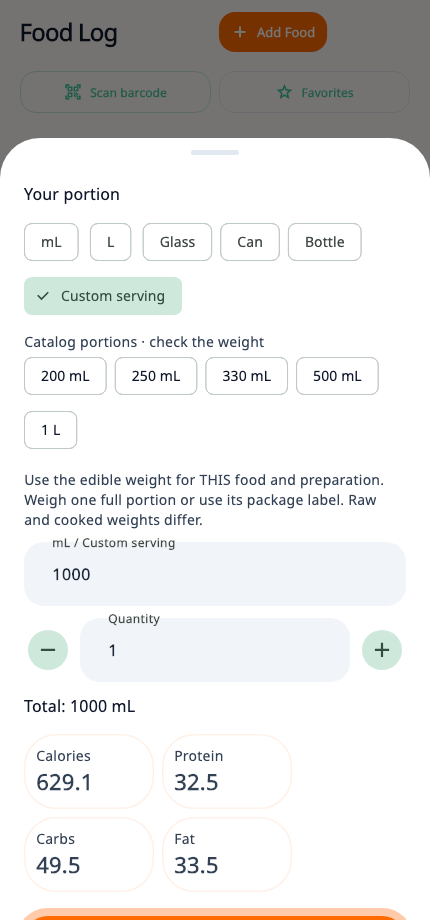 Food Log
Add Food
Scan barcode
Favorites
Your portion
mL
L
Glass
Can
Bottle
Custom serving
Catalog portions · check the weight
200 mL
250 mL
330 mL
500 mL
1 L
Use the edible weight for THIS food and preparation.
Weigh one full portion or use its package label. Raw
and cooked weights differ.
mL / Custom serving
1000
Quantity
1
Total: 1000 mL
Calories
629.1
Protein
32.5
Carbs
49.5
Fat
33.5